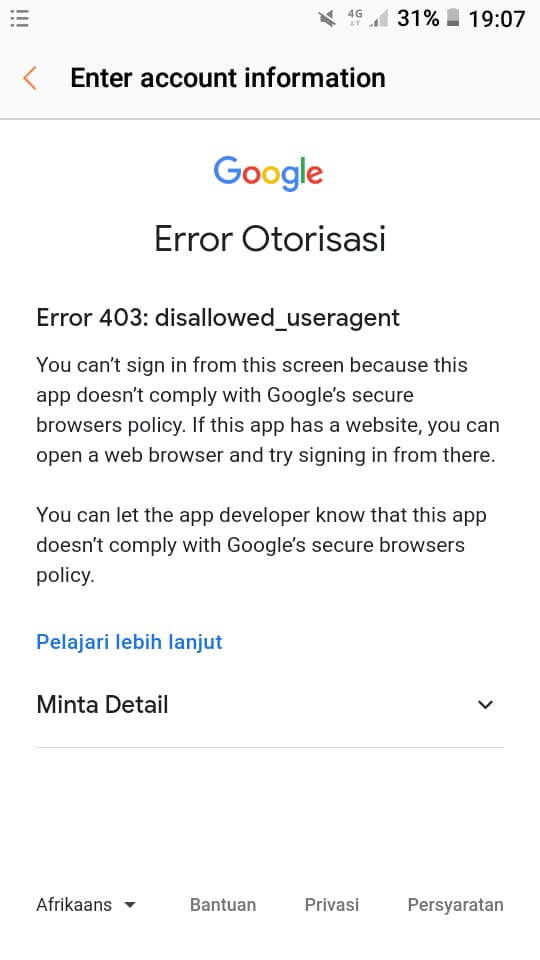 4G 31% 19:07
Enter account information
Google
Error Otorisasi
Error 403: disallowed_useragent
You can’t sign in from this screen because this
app doesn’t comply with Google’s secure
browsers policy. If this app has a website, you can
open a web browser and try signing in from there.
You can let the app developer know that this app
doesn’t comply with Google’s secure browsers
policy.
Pelajari lebih lanjut
Minta Detail
Afrikaans Bantuan Privasi Persyaratan